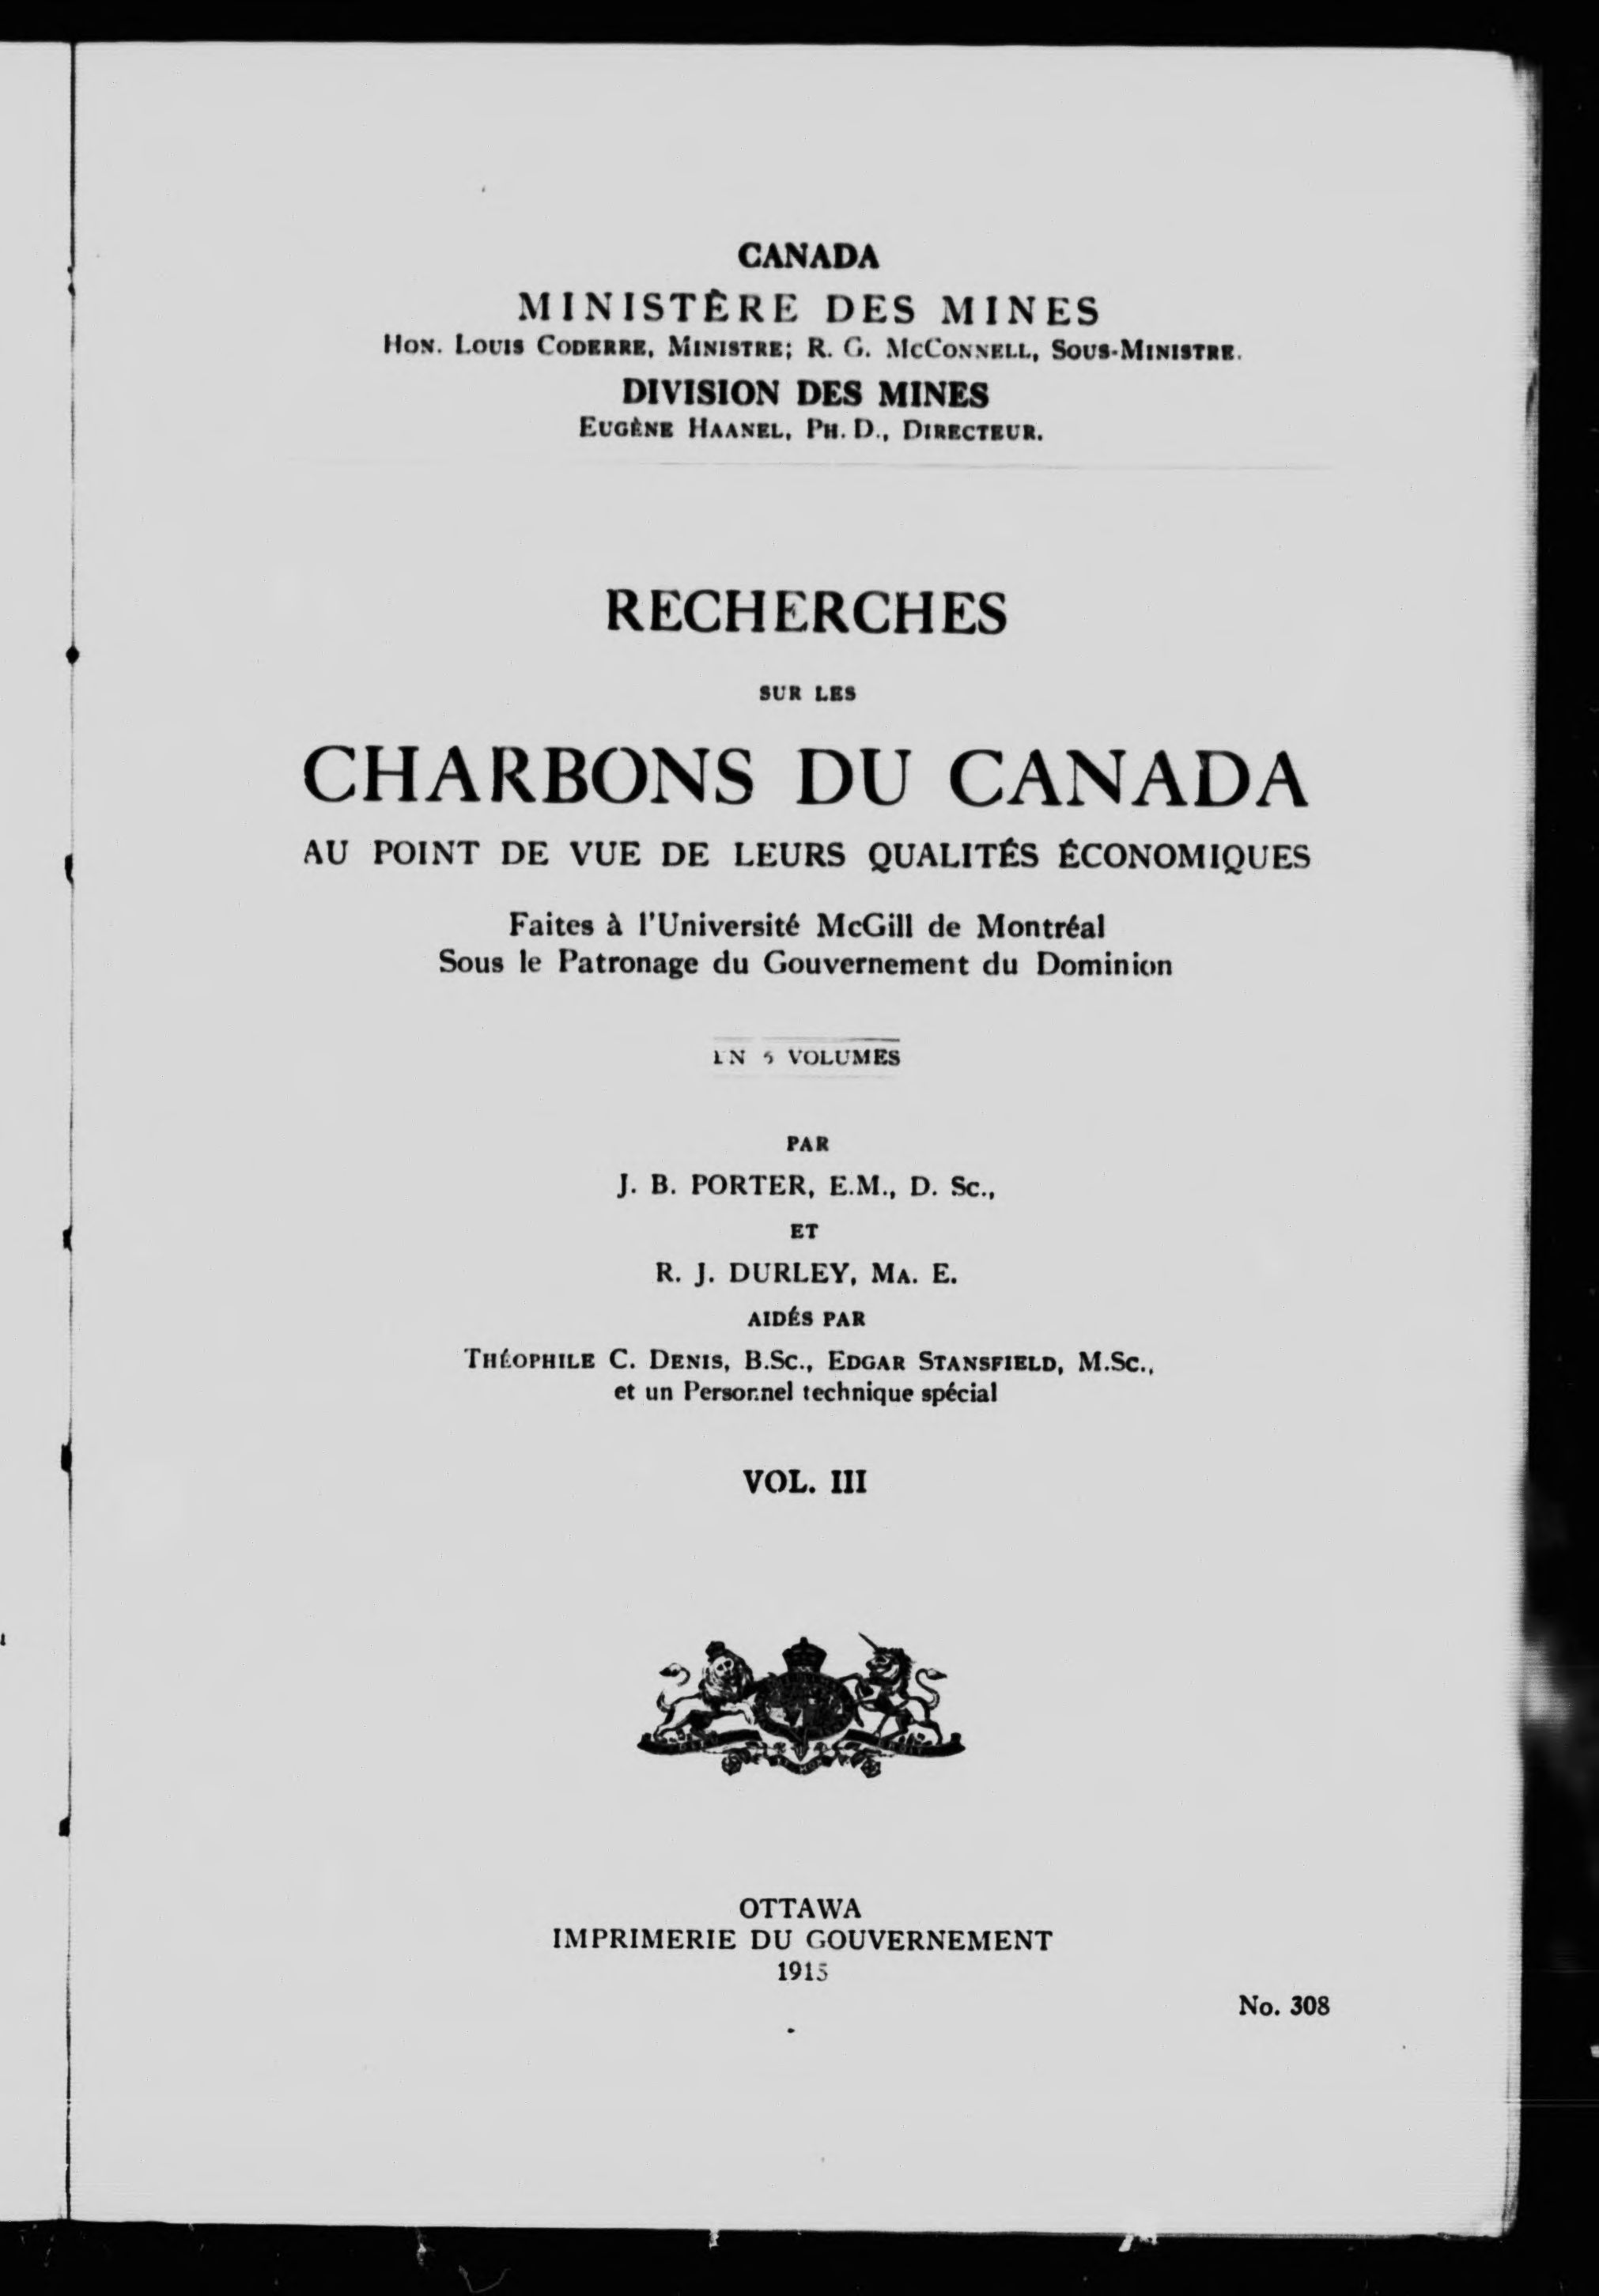 CANADA
MINISTÈRE DES MINES
Hon. Louis Coderre, Ministre; R. G. McConnell, Sous-Ministre.
DIVISION DES MINES
Eugène Haanel, Ph. D., Directeur.
RECHERCHES
SUR LES
CHARBONS DU CANADA
AU POINT DE VUE DE LEURS QUALITÉS ÉCONOMIQUES
Faites à l'Université McGill de Montréal
Sous le Patronage du Gouvernement du Dominion
EN VOLUMES
PAR
J. B. PORTER, E.M., D. Sc.,
ET
R. J. DURLEY, Ma. E.
AIDÉS PAR
Théophile C. Denis, B.Sc., Edgar Stansfield, M.Sc.,
et un Personnel technique spécial
VOL. III
OTTAWA
IMPRIMERIE DU GOUVERNEMENT
1915
No. 308